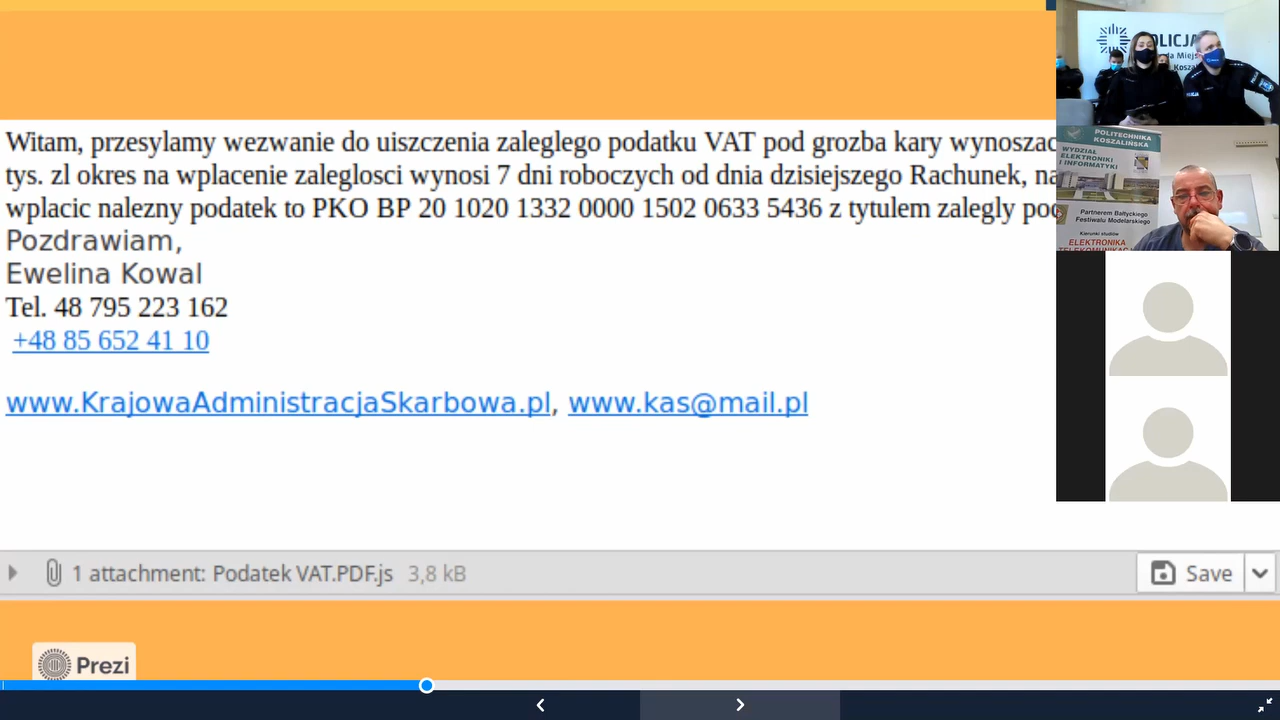 Witam, przesylamy wezwanie do uiszczenia zaleglego podatku VAT pod grozba kary wynoszac
tys. zl okres na wplacenie zaleglosci wynosi 7 dni roboczych od dnia dzisiejszego Rachunek, na
wplacic nalezny podatek to PKO BP 20 1020 1332 0000 1502 0633 5436 z tytulem zalegly pod
Pozdrawiam,
Ewelina Kowal
Tel. 48 795 223 162
+48 85 652 41 10
www.KrajowaAdministracjaSkarbowa.pl, www.kas@mail.pl
1 attachment: Podatek VAT.PDF.js 3,8 kB
Save
Prezi
POLITECHNIKA
KOSZALIŃSKA
WYDZIAŁ
ELEKTRONIKI
I INFORMATYKI
Partnerem Bałtyckiego
Festiwalu Modelarskiego
Kierunki studiów
ELEKTRONIKA